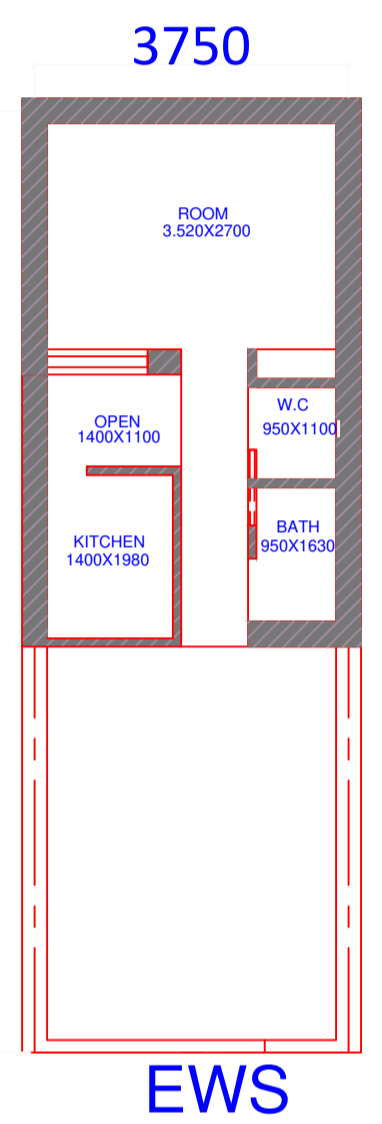 3750
ROOM
3.520X2700
W.C
950X1100
OPEN
1400X1100
BATH
950X1630
KITCHEN
1400X1980
EWS